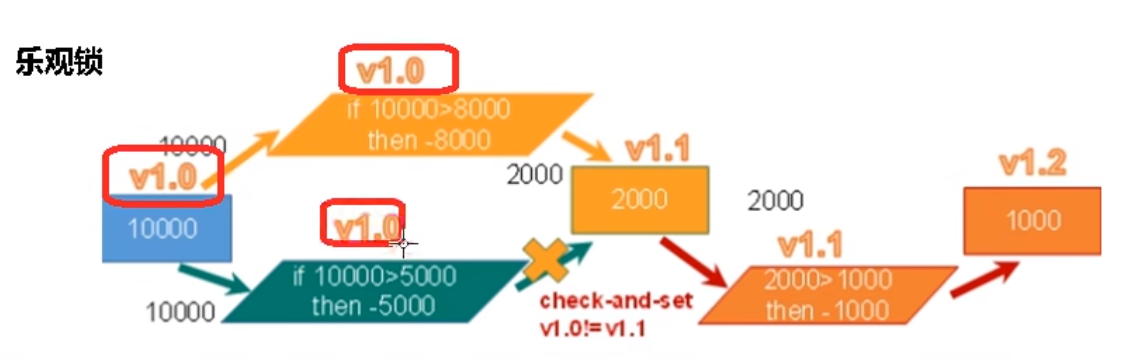 乐观锁
v1.0
if 10000>8000
then -8000
10000
v1.0
10000
v1.0
if 10000>5000
then -5000
10000
2000
v1.1
2000
check-and-set
v1.0!=v1.1
2000
v1.1
2000>1000
then -1000
v1.2
1000